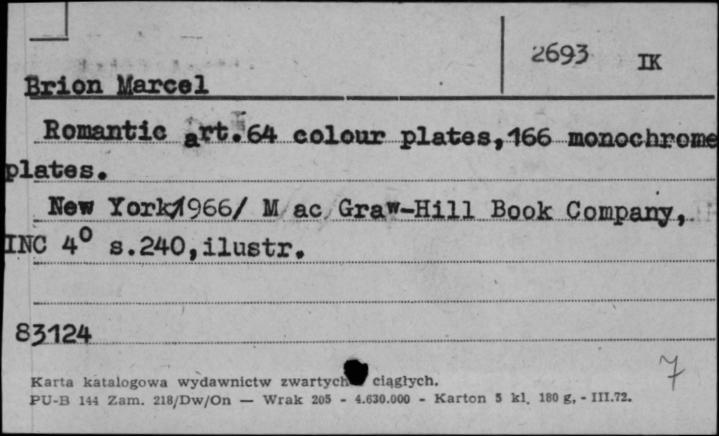 2693 IK
Brion Marcel
Romantic art.64 colour plates,166 monochrome
plates.
New York/1966/ M ac Graw-Hill Book Company,
INC 4° s.240,ilustr.
83124
7
Karta katalogowa wydawnictw zwartych ciągłych.
PU-B 144 Zam. 218/Dw/On — Wrak 205 - 4.630.000 - Karton 5 kl. 180 g, - III.72.